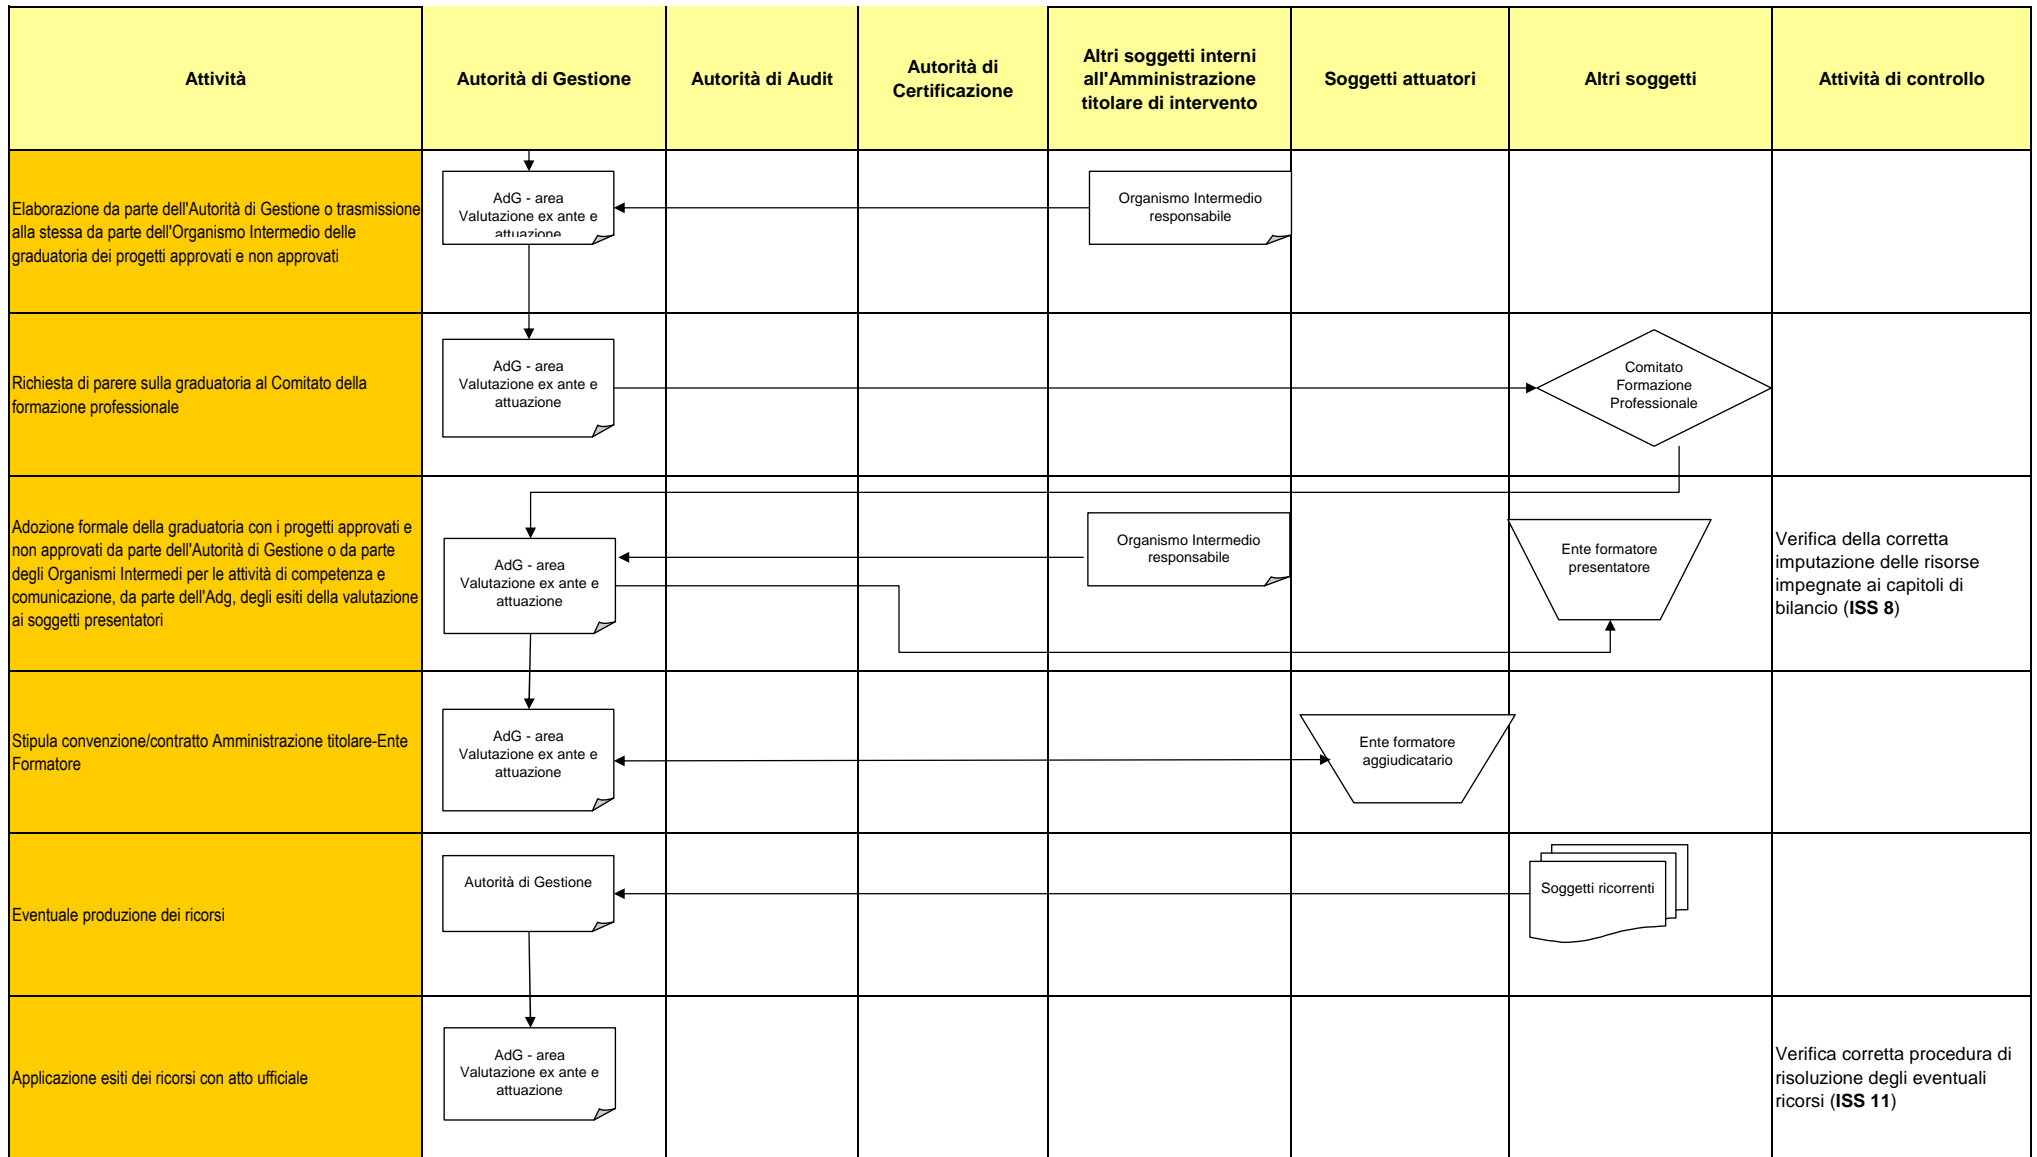 Attività
Autorità di Gestione
Autorità di Audit
Autorità di
Certificazione
Altri soggetti interni
all'Amministrazione
titolare di intervento
Soggetti attuatori
Altri soggetti
Attività di controllo
Elaborazione da parte dell'Autorità di Gestione o trasmissione
alla stessa da parte dell'Organismo Intermedio delle
graduatoria dei progetti approvati e non approvati
AdG - area
Valutazione ex ante e
attuazione
Organismo Intermedio
responsabile
Richiesta di parere sulla graduatoria al Comitato della
formazione professionale
AdG - area
Valutazione ex ante e
attuazione
Comitato
Formazione
Professionale
Adozione formale della graduatoria con i progetti approvati e
non approvati da parte dell'Autorità di Gestione o da parte
degli Organismi Intermedi per le attività di competenza e
comunicazione, da parte dell'Adg, degli esiti della valutazione
ai soggetti presentatori
AdG - area
Valutazione ex ante e
attuazione
Organismo Intermedio
responsabile
Ente formatore
presentatore
Verifica della corretta
imputazione delle risorse
impegnate ai capitoli di
bilancio (ISS 8)
Stipula convenzione/contratto Amministrazione titolare-Ente
Formatore
AdG - area
Valutazione ex ante e
attuazione
Ente formatore
aggiudicatario
Eventuale produzione dei ricorsi
Autorità di Gestione
Soggetti ricorrenti
Applicazione esiti dei ricorsi con atto ufficiale
AdG - area
Valutazione ex ante e
attuazione
Verifica corretta procedura di
risoluzione degli eventuali
ricorsi (ISS 11)